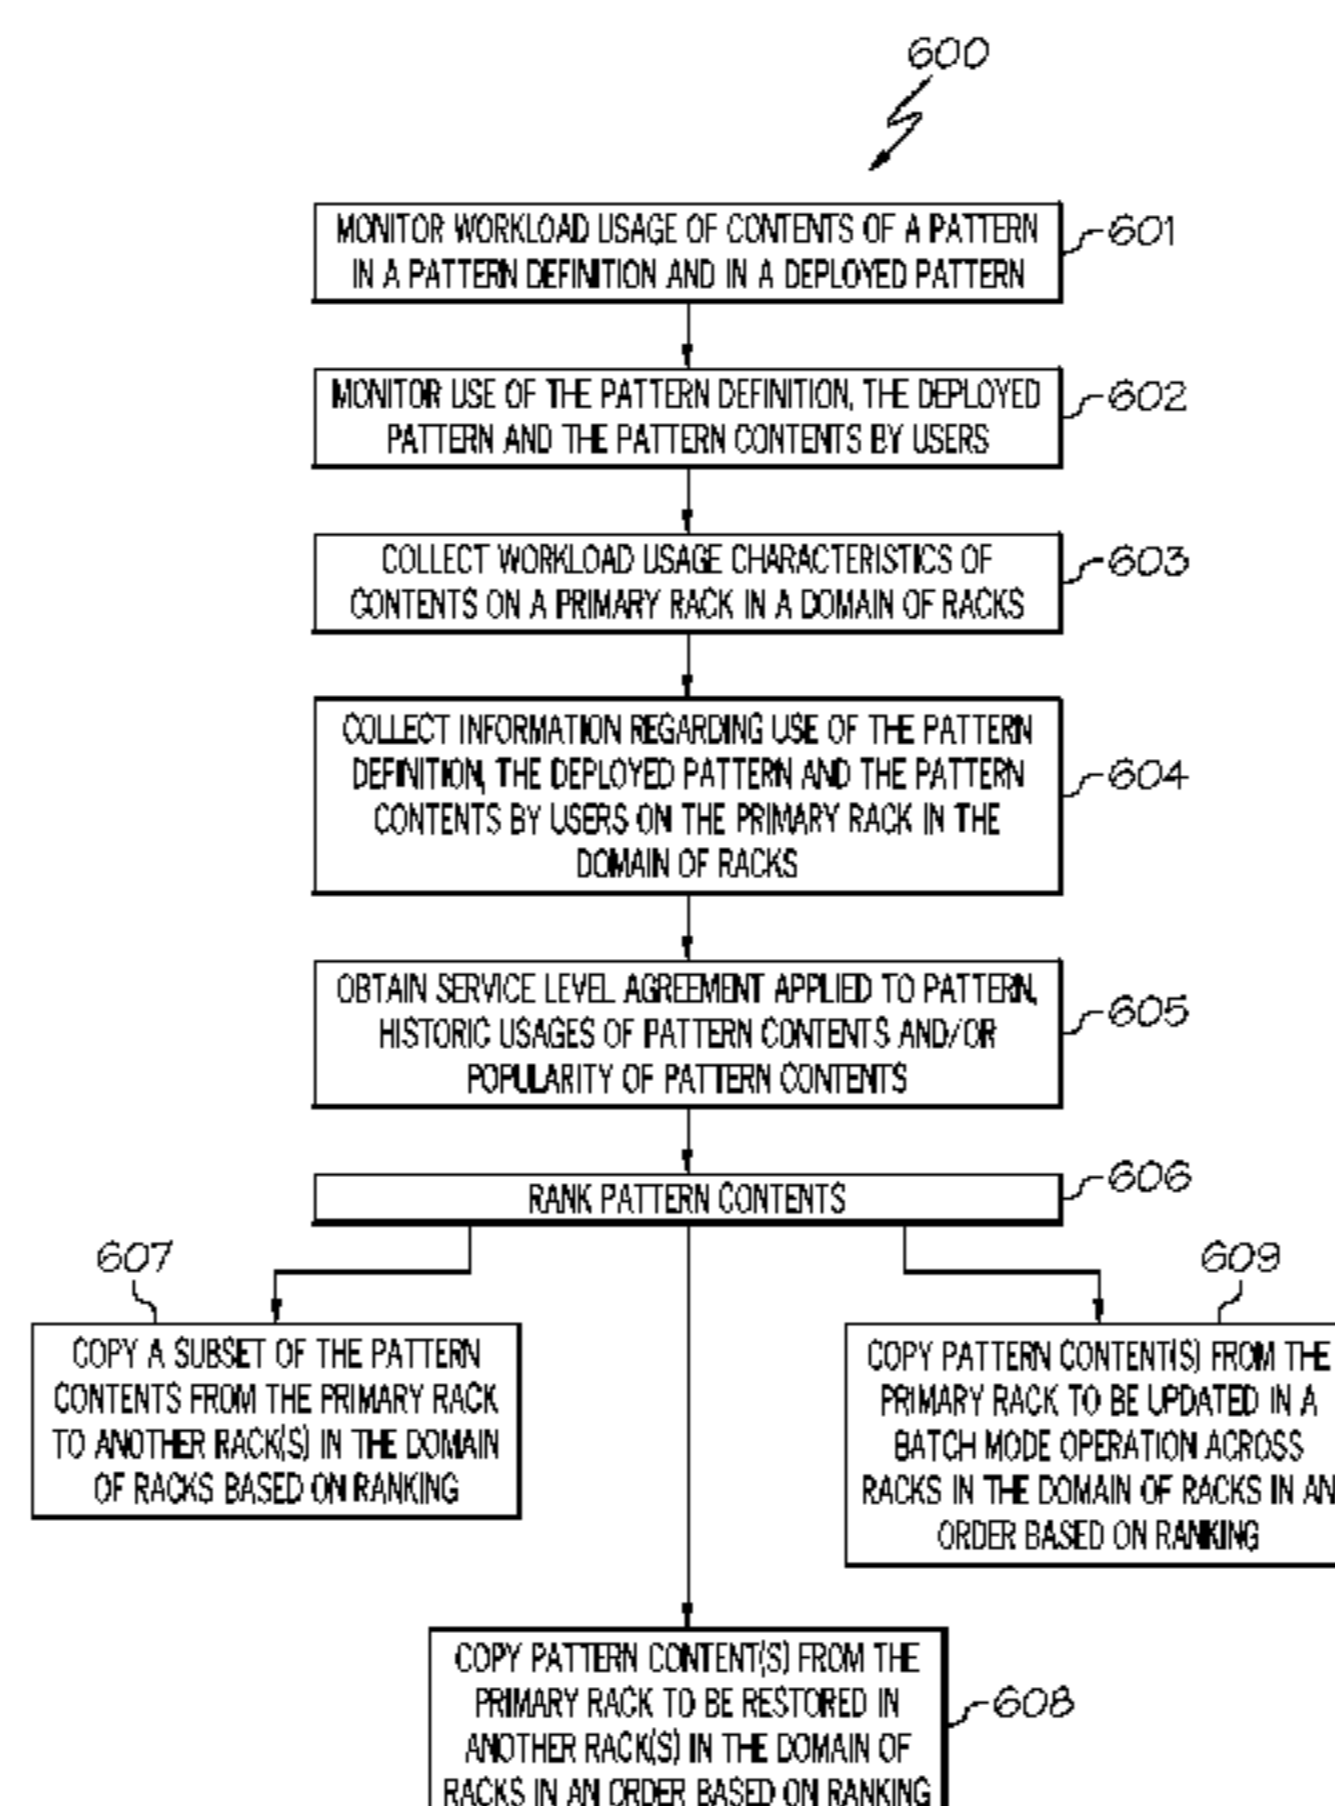 600
MONITOR WORKLOAD USAGE OF CONTENTS OF A PATTERN
IN A PATTERN DEFINITION AND IN A DEPLOYED PATTERN
601
MONITOR USE OF THE PATTERN DEFINITION, THE DEPLOYED
PATTERN AND THE PATTERN CONTENTS BY USERS
602
COLLECT WORKLOAD USAGE CHARACTERISTICS OF
CONTENTS ON A PRIMARY RACK IN A DOMAIN OF RACKS
603
COLLECT INFORMATION REGARDING USE OF THE PATTERN
DEFINITION, THE DEPLOYED PATTERN AND THE PATTERN
CONTENTS BY USERS ON THE PRIMARY RACK IN THE
DOMAIN OF RACKS
604
OBTAIN SERVICE LEVEL AGREEMENT APPLIED TO PATTERN,
HISTORIC USAGES OF PATTERN CONTENTS AND/OR
POPULARITY OF PATTERN CONTENTS
605
RANK PATTERN CONTENTS
606
607
COPY A SUBSET OF THE PATTERN
CONTENTS FROM THE PRIMARY RACK
TO ANOTHER RACK(S) IN THE DOMAIN
OF RACKS BASED ON RANKING
609
COPY PATTERN CONTENT(S) FROM THE
PRIMARY RACK TO BE UPDATED IN A
BATCH MODE OPERATION ACROSS
RACKS IN THE DOMAIN OF RACKS IN AN
ORDER BASED ON RANKING
COPY PATTERN CONTENT(S) FROM THE
PRIMARY RACK TO BE RESTORED IN
ANOTHER RACK(S) IN THE DOMAIN OF
RACKS IN AN ORDER BASED ON RANKING
608